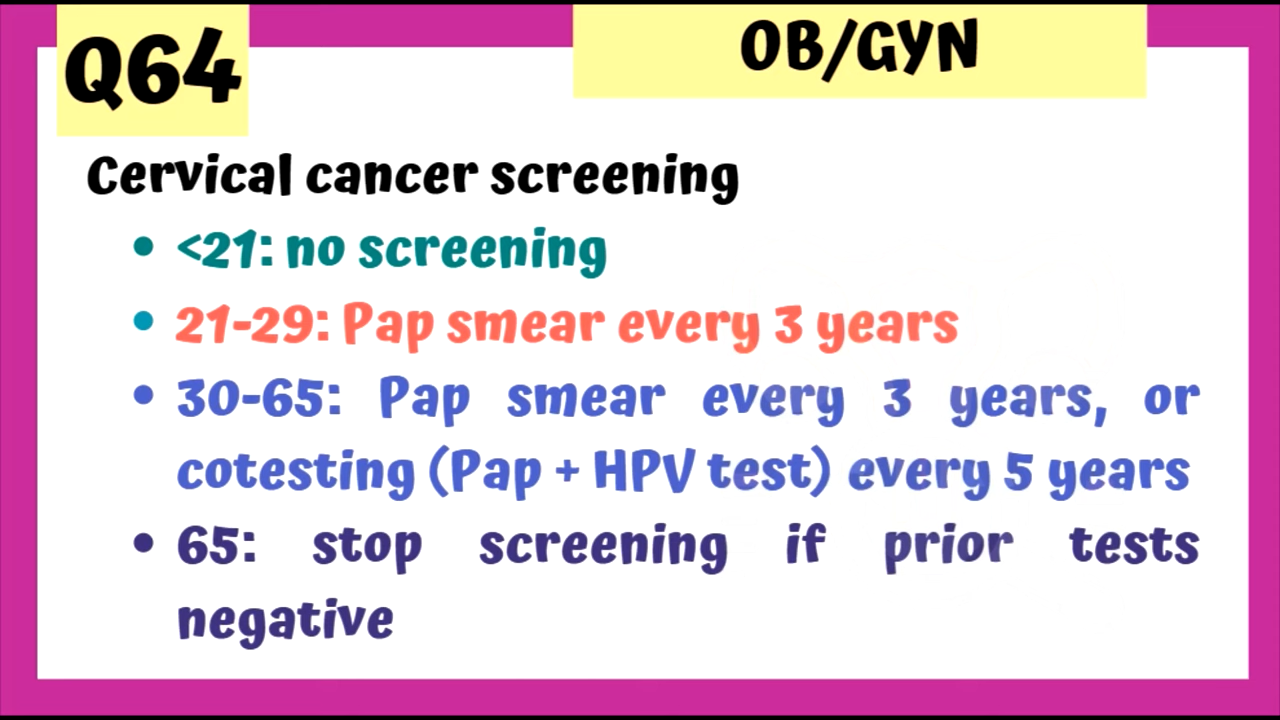 Q64
OB/GYN
Cervical cancer screening
• <21: no screening
• 21-29: Pap smear every 3 years
• 30-65: Pap smear every 3 years, or
cotesting (Pap + HPV test) every 5 years
• 65: stop screening if prior tests
negative